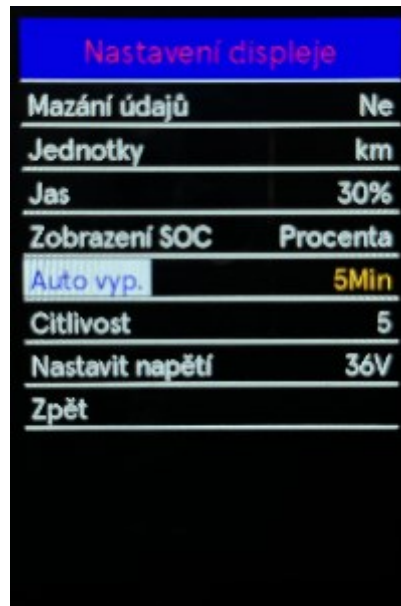 Nastavení displeje
Mazání údajů Ne
Jednotky km
Jas 30%
Zobrazení SOC Procenta
Auto vyp. 5Min
Citlivost 5
Nastavit napětí 36V
Zpět